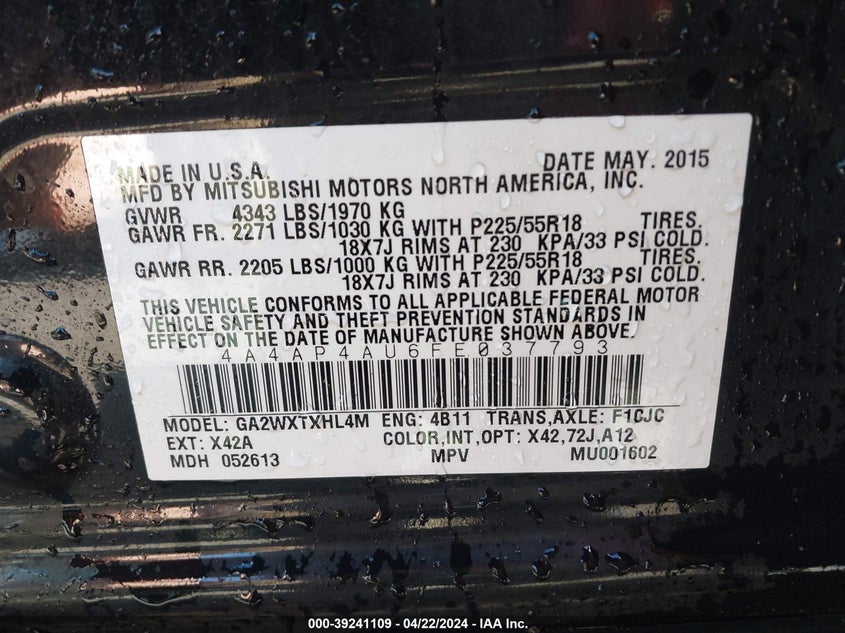 MADE IN U.S.A. DATE MAY. 2015
MFD BY MITSUBISHI MOTORS NORTH AMERICA, INC.
GVWR 4343 LBS/1970 KG
GAWR FR. 2271 LBS/1030 KG WITH P225/55R18 TIRES.
18X7J RIMS AT 230 KPA/33 PSI COLD.
GAWR RR. 2205 LBS/1000 KG WITH P225/55R18 TIRES.
18X7J RIMS AT 230 KPA/33 PSI COLD.
THIS VEHICLE CONFORMS TO ALL APPLICABLE FEDERAL MOTOR
VEHICLE SAFETY AND THEFT PREVENTION STANDARDS IN
EFFECT ON THE DATE OF MANUFACTURE SHOWN ABOVE.
4A4AP4AU6FE037793
MODEL: GA2WXTXHL4M ENG: 4B11 TRANS,AXLE: F1CJC
EXT: X42A COLOR,INT,OPT: X42,72J,A12
MDH 052613 MPV MU001602
000-39241109 - 04/22/2024 - IAA Inc.